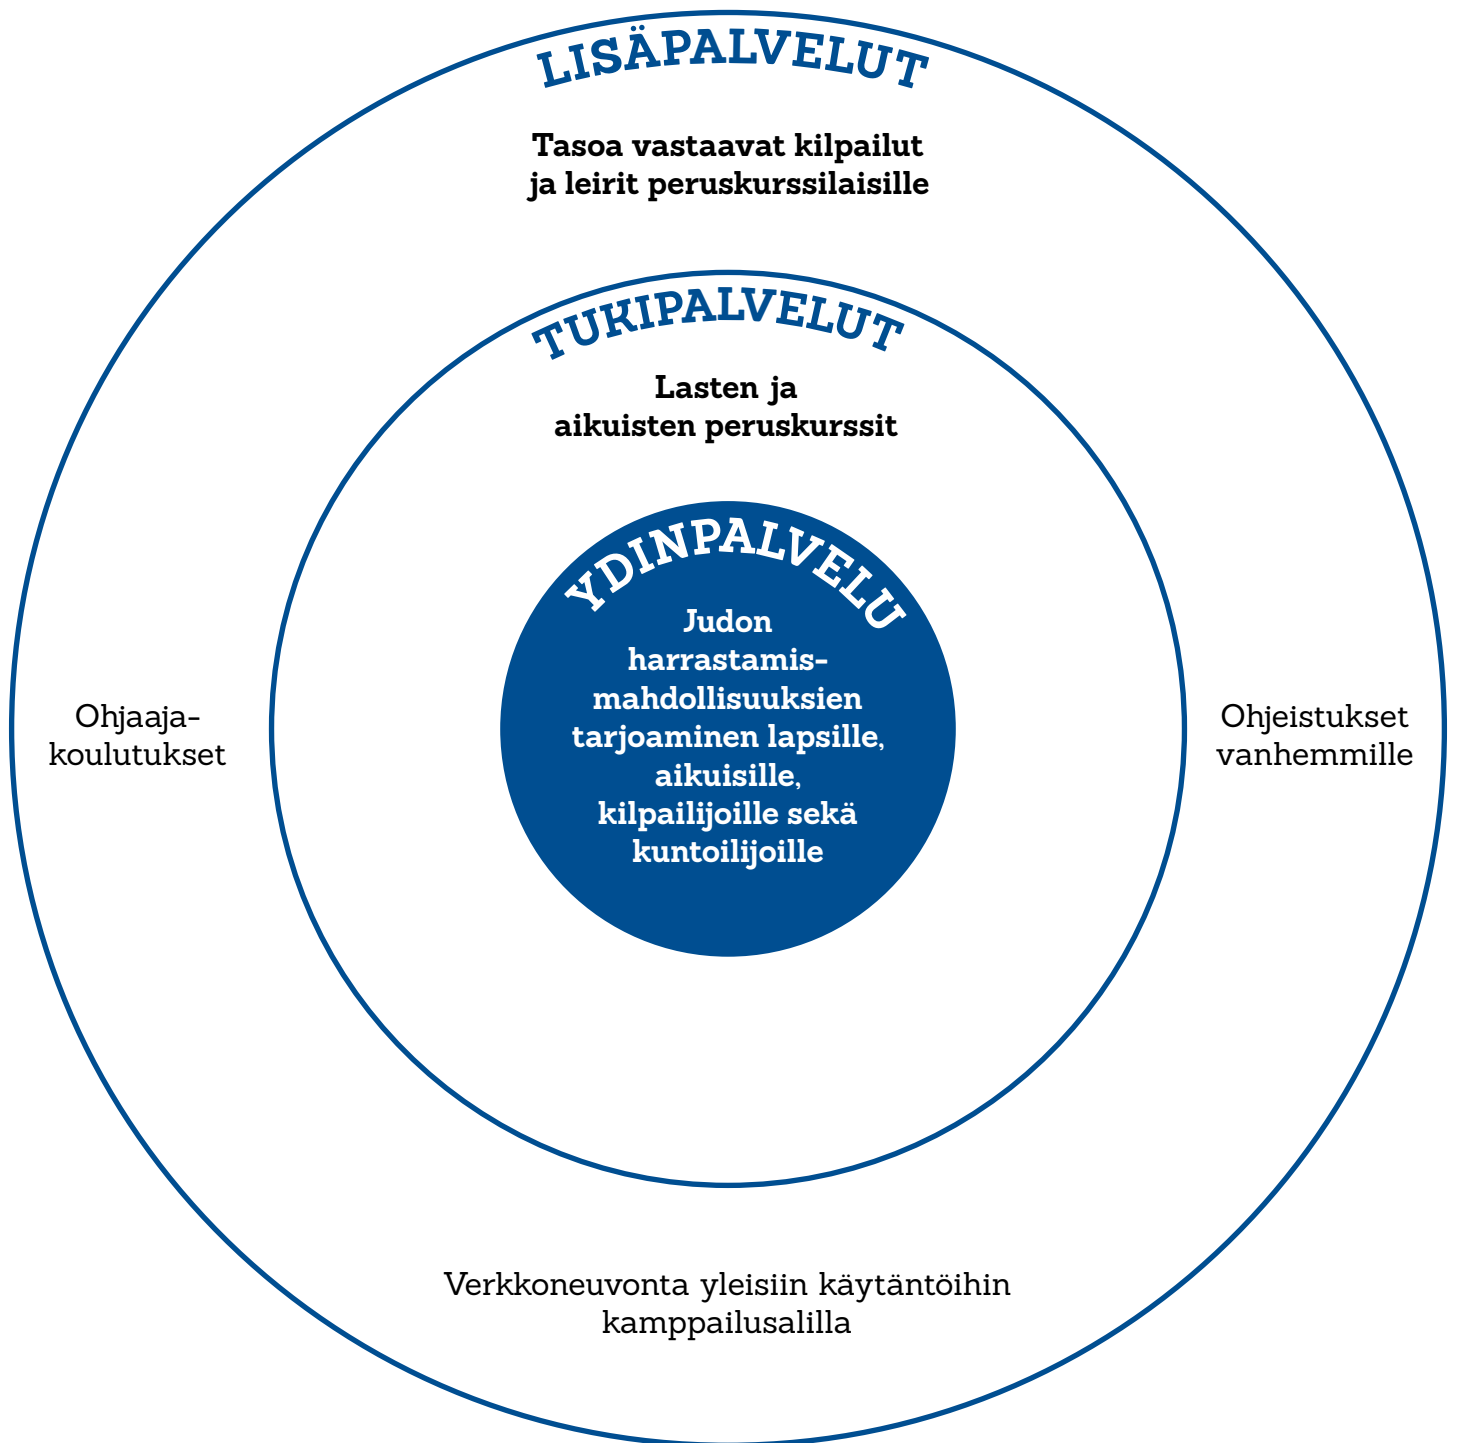 LISÄPALVELUT
Tasoa vastaavat kilpailut
ja leirit peruskurssilaisille
TUKIPALVELUT
Lasten ja
aikuisten peruskurssit
YDINPALVELU
Judon
harrastamis-
mahdollisuuksien
tarjoaminen lapsille,
aikuisille,
kilpailijoille sekä
kuntoilijoille
Ohjaaja-
koulutukset
Ohjeistukset
vanhemmille
Verkkoneuvonta yleisiin käytäntöihin
kamppailusalilla